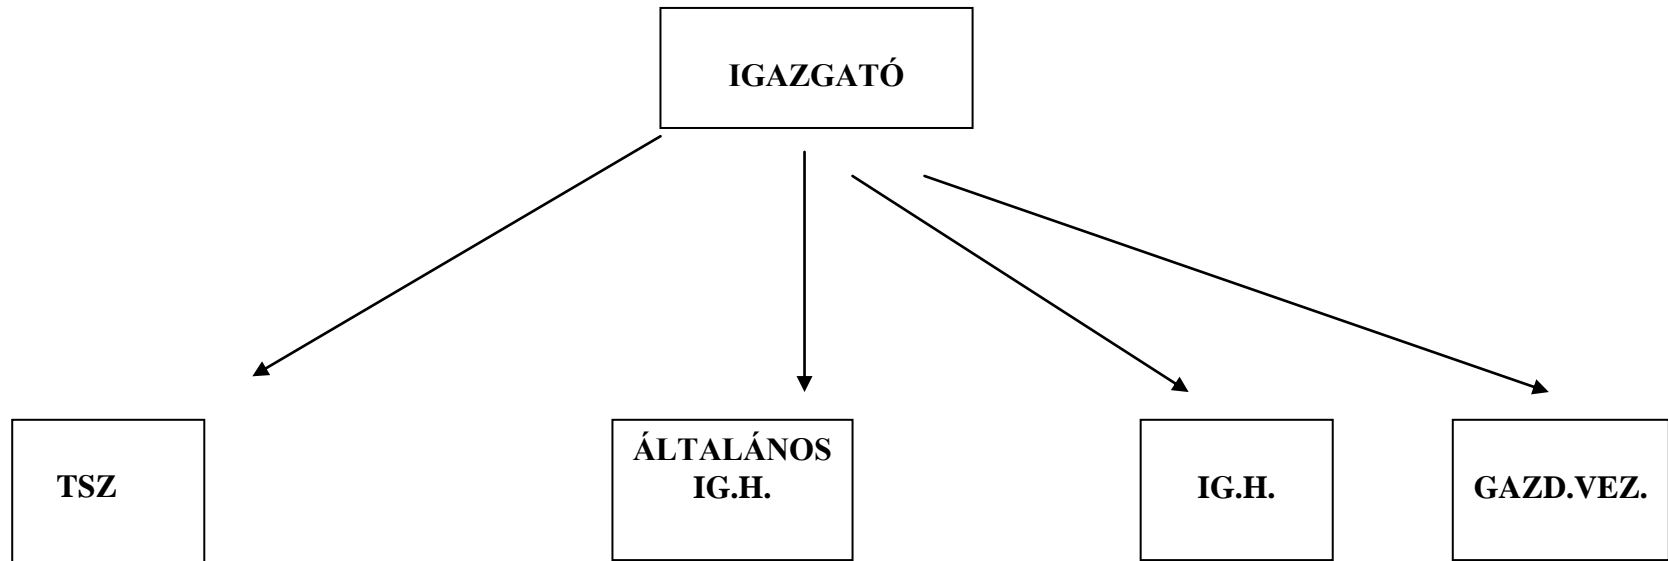 IGAZGATÓ
TSZ
ÁLTALÁNOS
IG.H.
IG.H.
GAZD.VEZ.